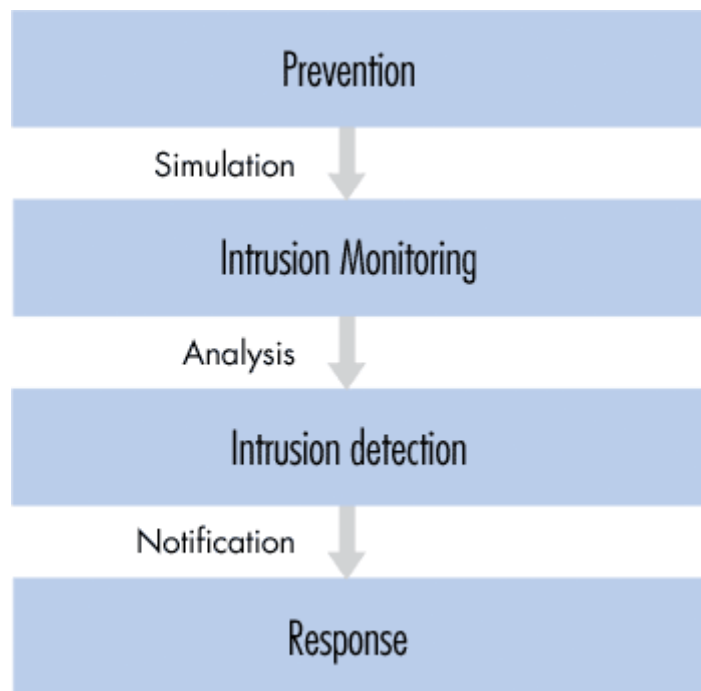 Prevention
Simulation
Intrusion Monitoring
Analysis
Intrusion detection
Notification
Response